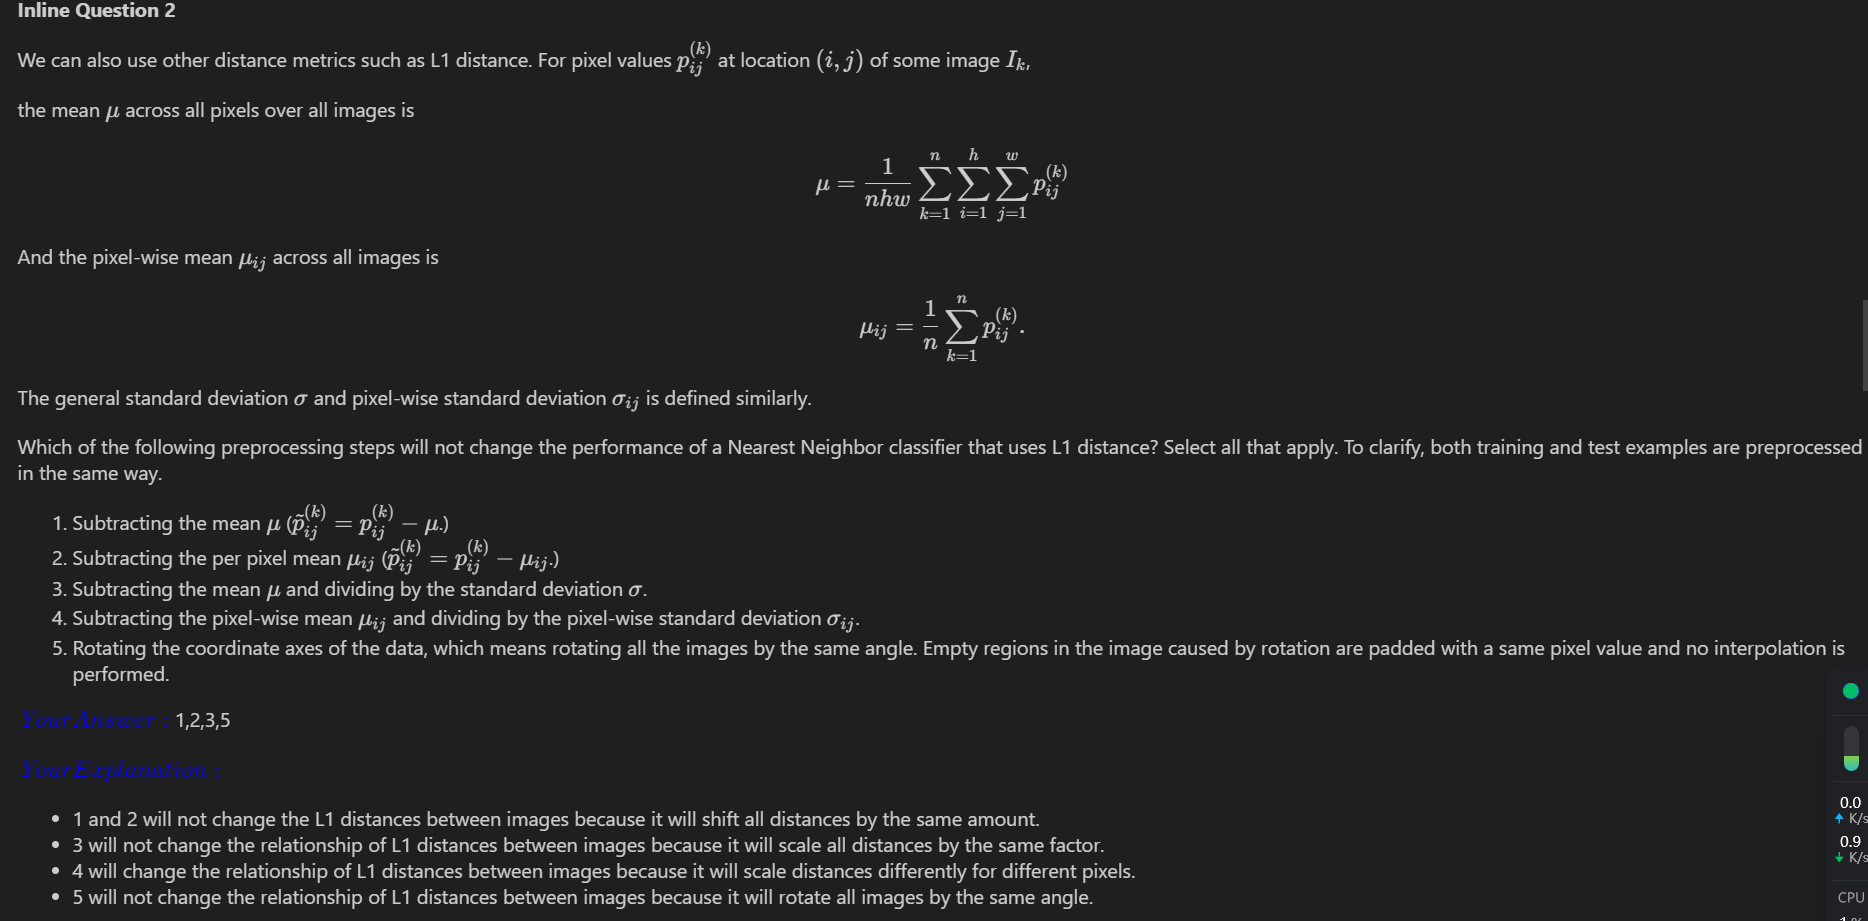 Inline Question 2
We can also use other distance metrics such as L1 distance. For pixel values $p_{ij}^{(k)}$ at location $(i, j)$ of some image $I_k$,
the mean $\mu$ across all pixels over all images is
$$\mu = \frac{1}{nhw} \sum_{k=1}^{n} \sum_{i=1}^{h} \sum_{j=1}^{w} p_{ij}^{(k)}$$
And the pixel-wise mean $\mu_{ij}$ across all images is
$$\mu_{ij} = \frac{1}{n} \sum_{k=1}^{n} p_{ij}^{(k)}.$$
The general standard deviation $\sigma$ and pixel-wise standard deviation $\sigma_{ij}$ is defined similarly.
Which of the following preprocessing steps will not change the performance of a Nearest Neighbor classifier that uses L1 distance? Select all that apply. To clarify, both training and test examples are preprocessed
in the same way.
1. Subtracting the mean $\mu$ ($\tilde{p}_{ij}^{(k)} = p_{ij}^{(k)} - \mu$.)
2. Subtracting the per pixel mean $\mu_{ij}$ ($\tilde{p}_{ij}^{(k)} = p_{ij}^{(k)} - \mu_{ij}$.)
3. Subtracting the mean $\mu$ and dividing by the standard deviation $\sigma$.
4. Subtracting the pixel-wise mean $\mu_{ij}$ and dividing by the pixel-wise standard deviation $\sigma_{ij}$.
5. Rotating the coordinate axes of the data, which means rotating all the images by the same angle. Empty regions in the image caused by rotation are padded with a same pixel value and no interpolation is
performed.
YourAnswer : 1,2,3,5
YourExplanation :
• 1 and 2 will not change the L1 distances between images because it will shift all distances by the same amount.
• 3 will not change the relationship of L1 distances between images because it will scale all distances by the same factor.
• 4 will change the relationship of L1 distances between images because it will scale distances differently for different pixels.
• 5 will not change the relationship of L1 distances between images because it will rotate all images by the same angle.
0.0
K/s
0.9
K/s
CPU